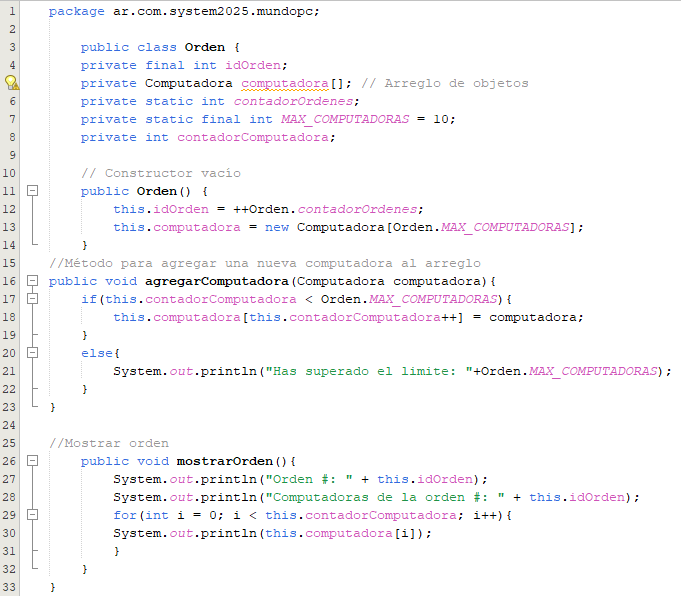 1 package ar.com.system2025.mundopc;
2
3 public class Orden {
4 private final int idOrden;
private Computadora computadora[]; // Arreglo de objetos
6 private static int contadorOrdenes;
7 private static final int MAX_COMPUTADORAS = 10;
8 private int contadorComputadora;
9
10 // Constructor vacío
11 public Orden() {
12 this.idOrden = ++Orden.contadorOrdenes;
13 this.computadora = new Computadora[Orden.MAX_COMPUTADORAS];
14 }
15 //Método para agregar una nueva computadora al arreglo
16 public void agregarComputadora(Computadora computadora){
17 if(this.contadorComputadora < Orden.MAX_COMPUTADORAS){
18 this.computadora[this.contadorComputadora++] = computadora;
19 }
20 else{
21 System.out.println("Has superado el limite: "+Orden.MAX_COMPUTADORAS);
22 }
23 }
24
25 //Mostrar orden
26 public void mostrarOrden(){
27 System.out.println("Orden #: " + this.idOrden);
28 System.out.println("Computadoras de la orden #: " + this.idOrden);
29 for(int i = 0; i < this.contadorComputadora; i++){
30 System.out.println(this.computadora[i]);
31 }
32 }
33 }